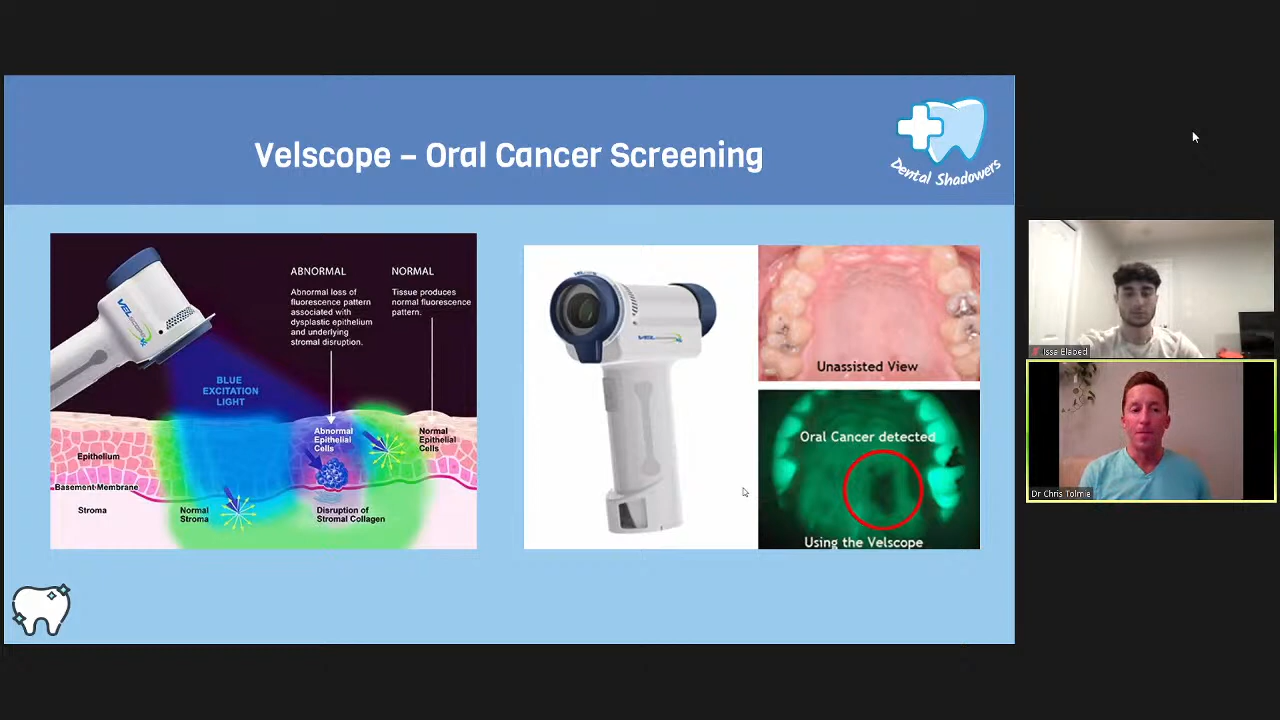 Velscope – Oral Cancer Screening
Dental Shadowers
ABNORMAL
Abnormal loss of
fluorescence pattern
associated with
dysplastic epithelium
and underlying
stromal disruption.
NORMAL
Tissue produces
normal fluorescence
pattern.
BLUE
EXCITATION
LIGHT
Abnormal
Epithelial
Cells
Normal
Epithelial
Cells
Epithelium
Basement Membrane
Stroma
Normal
Stroma
Disruption of
Stromal Collagen
Unassisted View
Oral Cancer detected
Using the Velscope
Issa Elabed
Dr Chris Tolmie